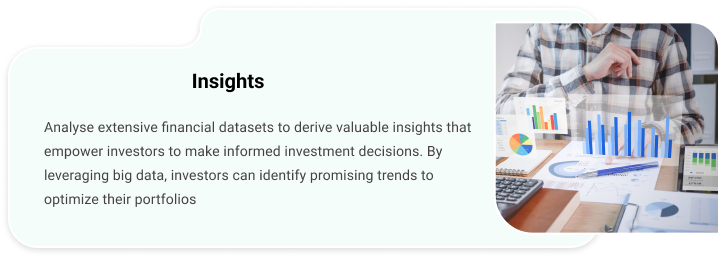 Insights
Analyse extensive financial datasets to derive valuable insights that
empower investors to make informed investment decisions. By
leveraging big data, investors can identify promising trends to
optimize their portfolios